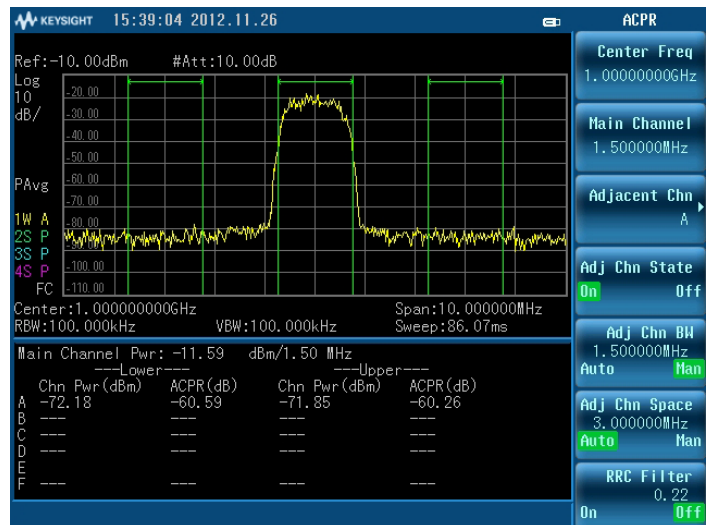 KEYSIGHT 15:39:04 2012.11.26
Ref:-10.00dBm #Att:10.00dB
Log
10
dB/
-20.00
-30.00
-40.00
-50.00
-60.00
-70.00
-80.00
-100.00
-110.00
PAvg
1W A
2S P
3S P
4S P
FC
Center:1.000000000GHz Span:10.000000MHz
RBW:100.000kHz VBW:100.000kHz Sweep:86.07ms
Main Channel Pwr: -11.59 dBm/1.50 MHz
---Lower--- ---Upper---
Chn Pwr(dBm) ACPR(dB) Chn Pwr(dBm) ACPR(dB)
A -72.18 -60.59 -71.85 -60.26
B --- --- --- ---
C --- --- --- ---
D --- --- --- ---
E
F --- --- --- ---
ACPR
Center Freq
1.00000000GHz
Main Channel
1.500000MHz
Adjacent Chn
A
Adj Chn State
On Off
Adj Chn BW
1.500000MHz
Auto Man
Adj Chn Space
3.000000MHz
Auto Man
RRC Filter
0.22
On Off